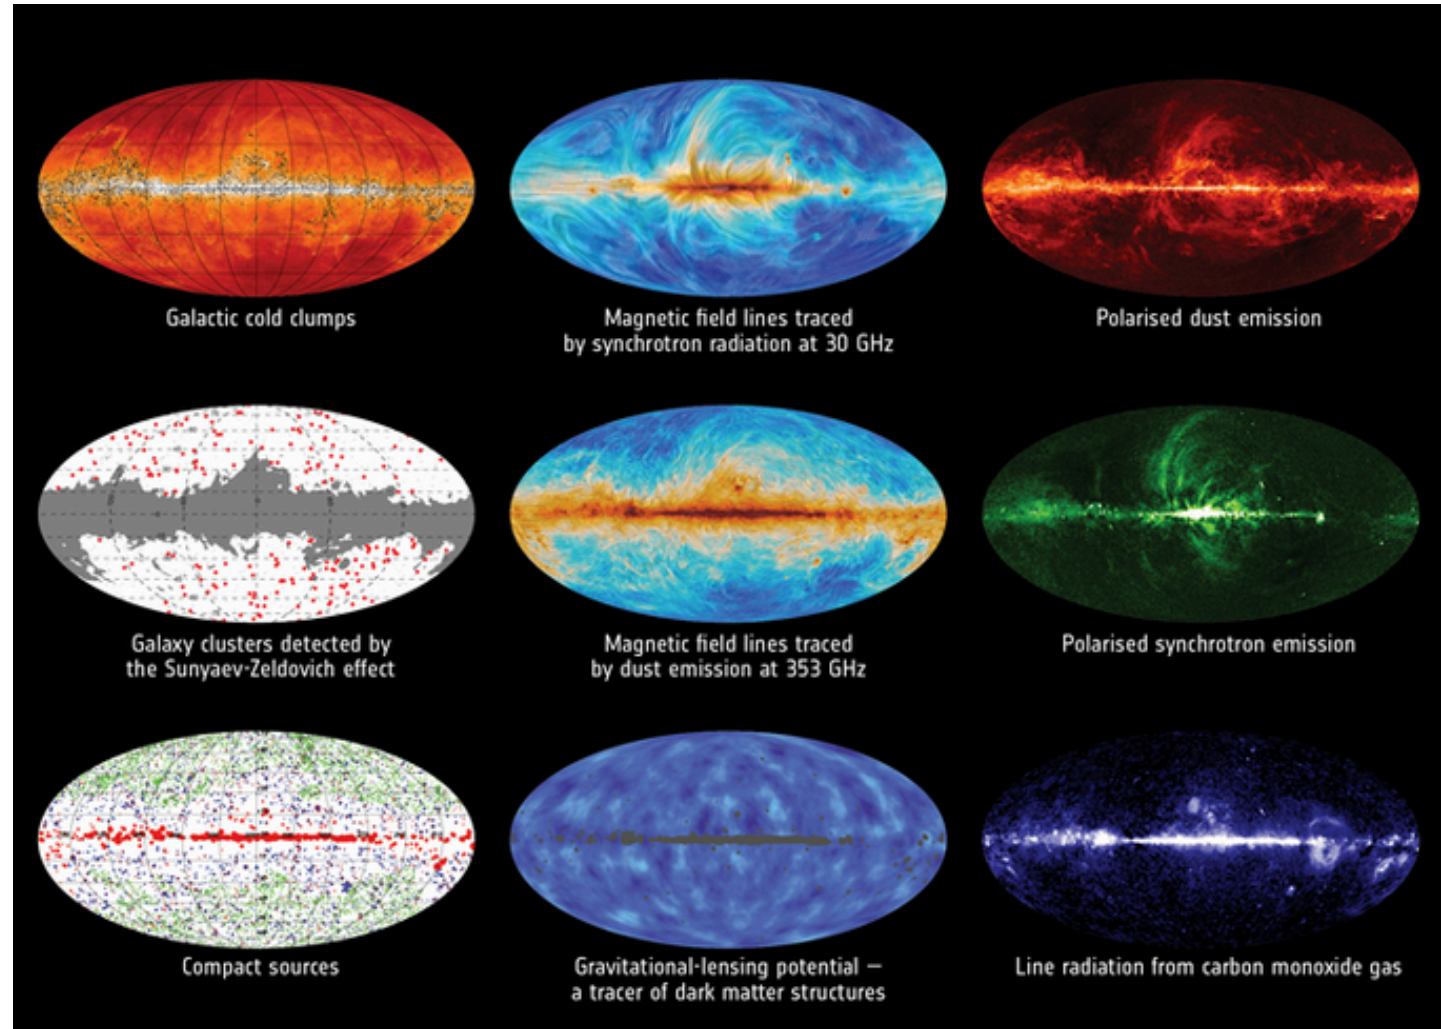 Galactic cold clumps
Magnetic field lines traced
by synchrotron radiation at 30 GHz
Polarised dust emission
Galaxy clusters detected by
the Sunyaev-Zeldovich effect
Magnetic field lines traced
by dust emission at 353 GHz
Polarised synchrotron emission
Compact sources
Gravitational-lensing potential —
a tracer of dark matter structures
Line radiation from carbon monoxide gas